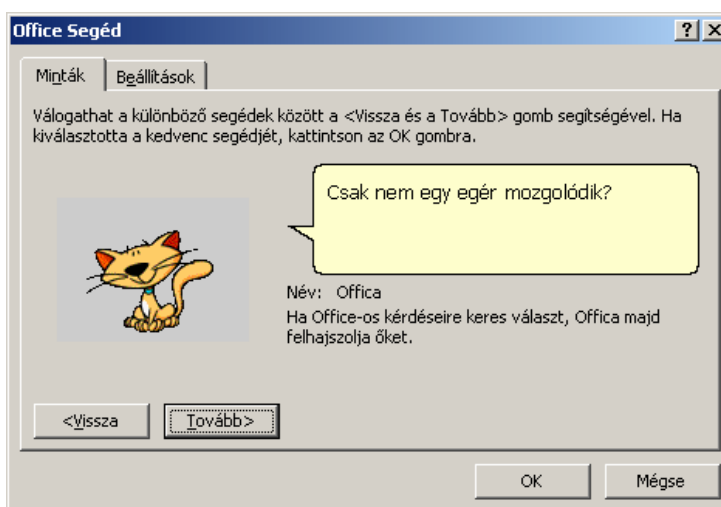 Office Segéd
Minták
Beállítások
Válogathat a különböző segédek között a <Vissza és a Tovább> gomb segítségével. Ha
kiválasztotta a kedvenc segédjét, kattintson az OK gombra.
Csak nem egy egér mozgolódik?
Név: Offica
Ha Office-os kérdéseire keres választ, Offica majd
felhajszolja őket.
<Vissza
Tovább>
OK
Mégse